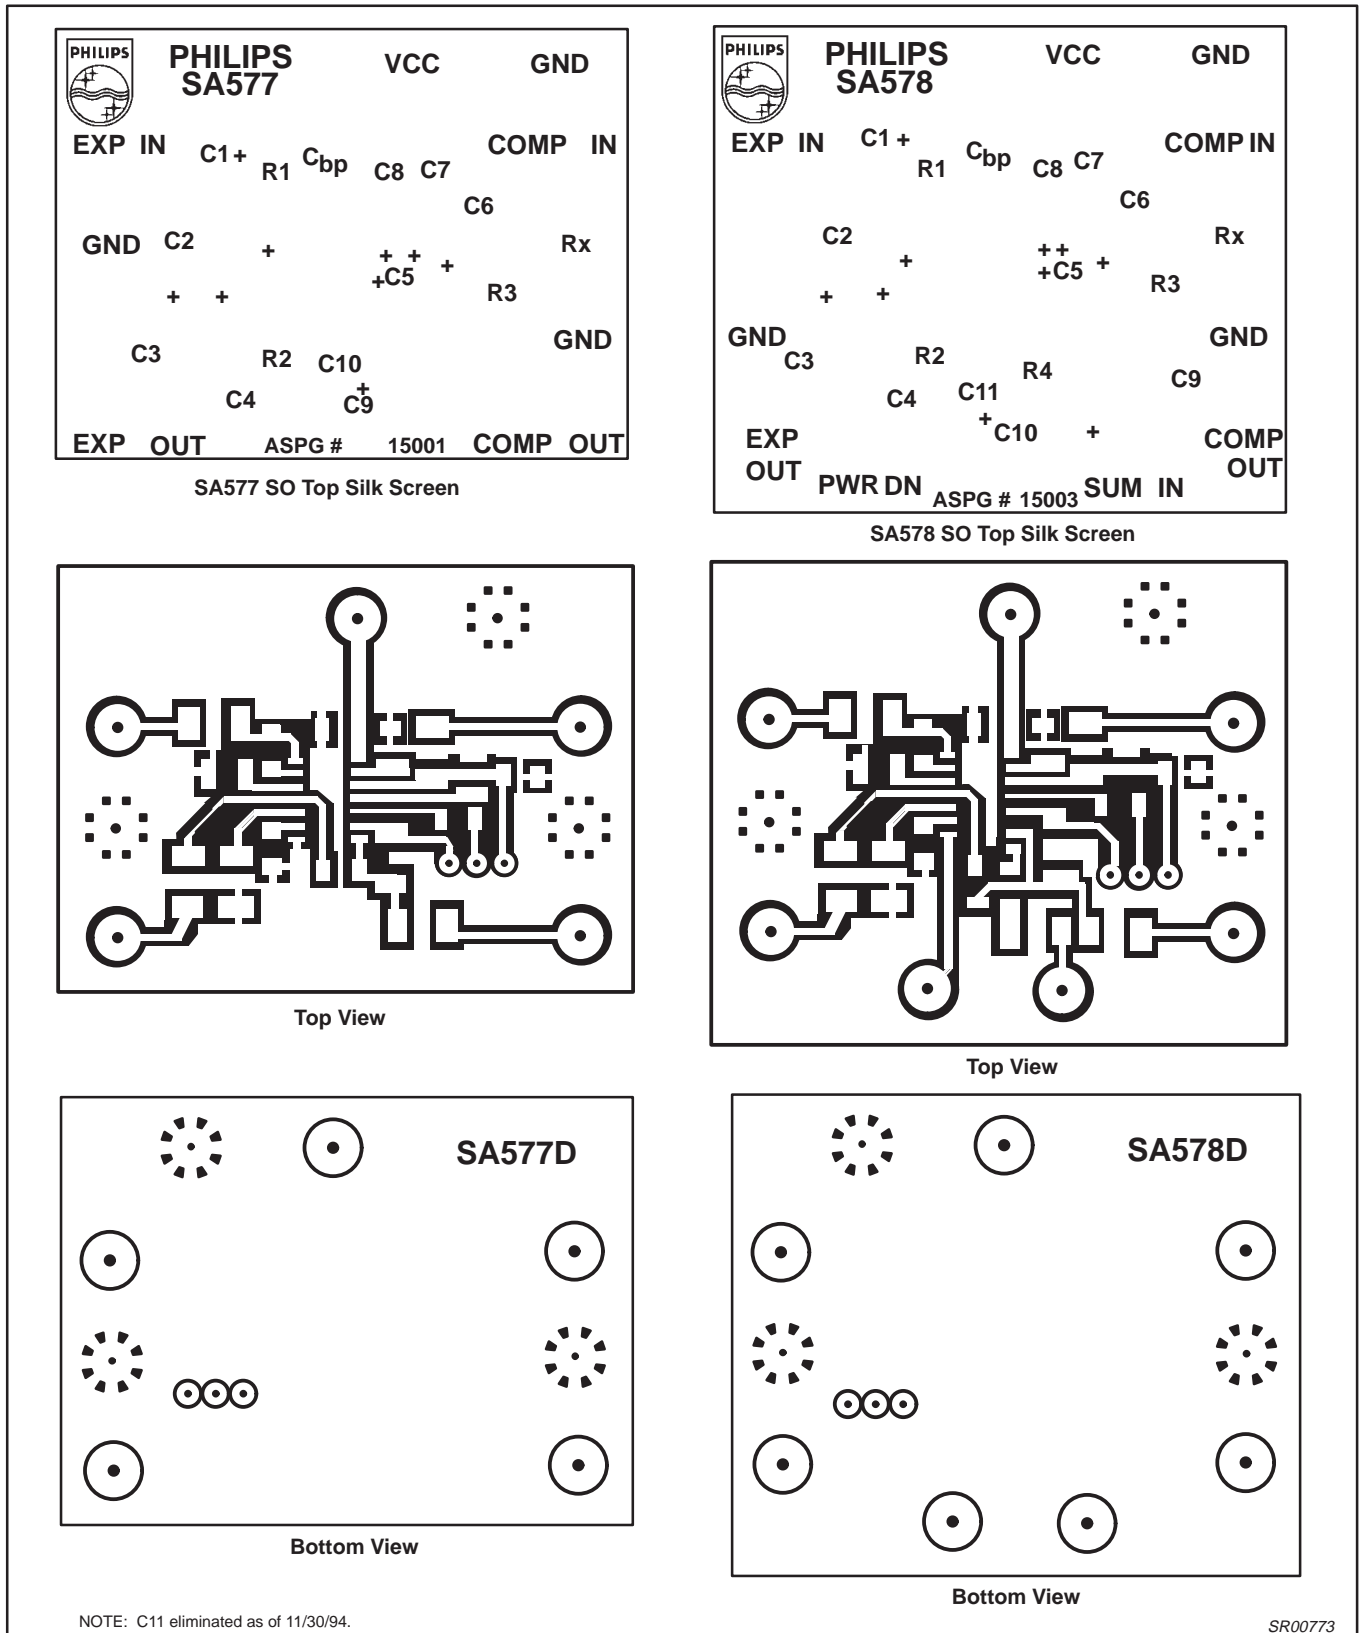 PHILIPS
PHILIPS
SA577
VCC
GND
EXP IN
C1 +
R1
Cbp
C8
C7
COMP IN
C6
GND
C2
+
+ +
+
+C5
Rx
+ +
R3
GND
C3
R2
C10
+
C4
C9
EXP OUT
ASPG # 15001
COMP OUT
SA577 SO Top Silk Screen
PHILIPS
PHILIPS
SA578
VCC
GND
EXP IN
C1 +
R1
Cbp
C8
C7
COMP IN
C6
C2
+
+ +
+C5
+
Rx
+ +
R3
GND
GND
C3
R2
R4
C9
C4
C11
+
C10
+
EXP
OUT
COMP
OUT
PWR DN
ASPG # 15003
SUM IN
SA578 SO Top Silk Screen
Top View
Top View
SA577D
Bottom View
SA578D
Bottom View
NOTE: C11 eliminated as of 11/30/94.
SR00773